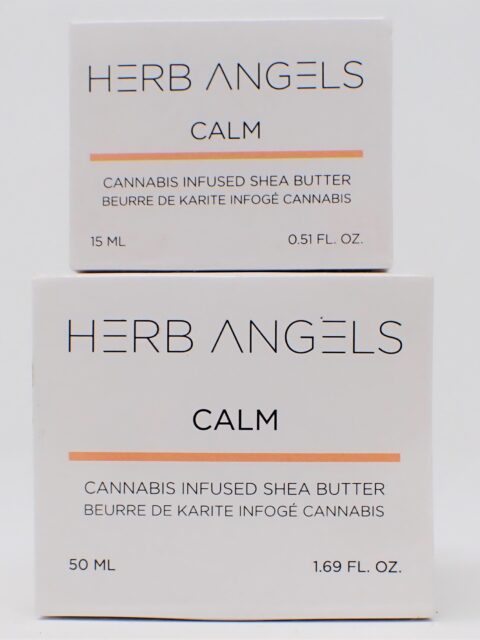 HERB ANGELS
CALM
CANNABIS INFUSED SHEA BUTTER
BEURRE DE KARITE INFOGÉ CANNABIS
15 ML 0.51 FL. OZ.
HERB ANGELS
CALM
CANNABIS INFUSED SHEA BUTTER
BEURRE DE KARITE INFOGÉ CANNABIS
50 ML 1.69 FL. OZ.